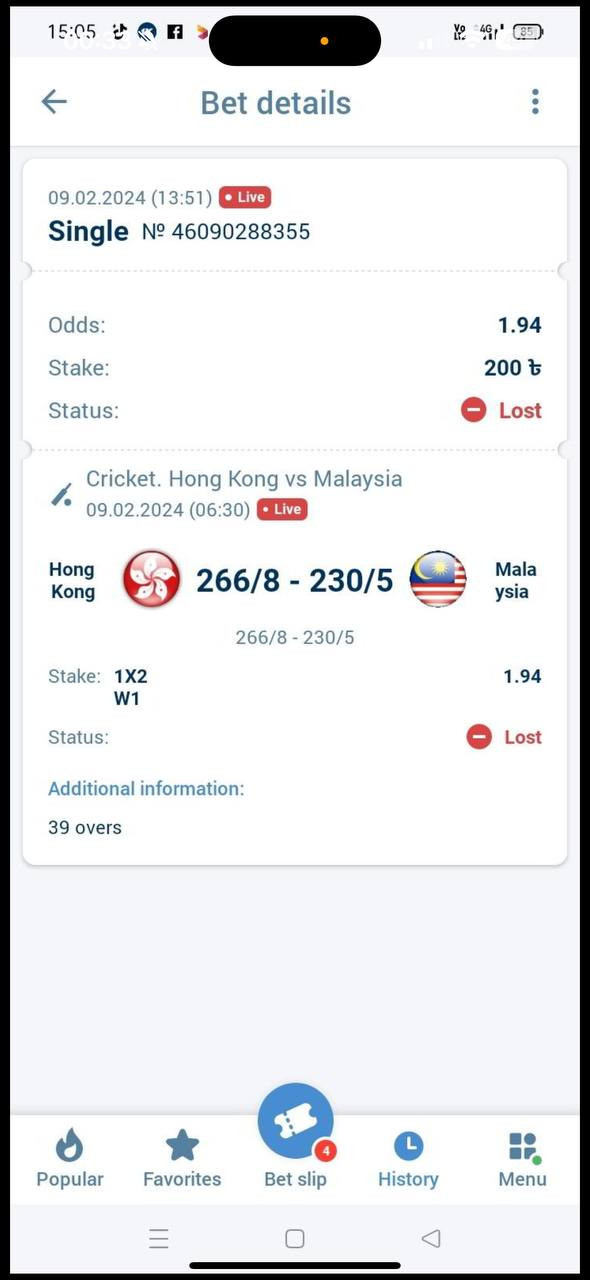 15:05
4G
85
Bet details
09.02.2024 (13:51) • Live
Single Nº 46090288355
Odds: 1.94
Stake: 200 ৳
Status: Lost
Cricket. Hong Kong vs Malaysia
09.02.2024 (06:30) • Live
Hong Kong
266/8 - 230/5
Mala
ysia
266/8 - 230/5
Stake: 1X2 1.94
W1
Status: Lost
Additional information:
39 overs
4
Popular Favorites Bet slip History Menu